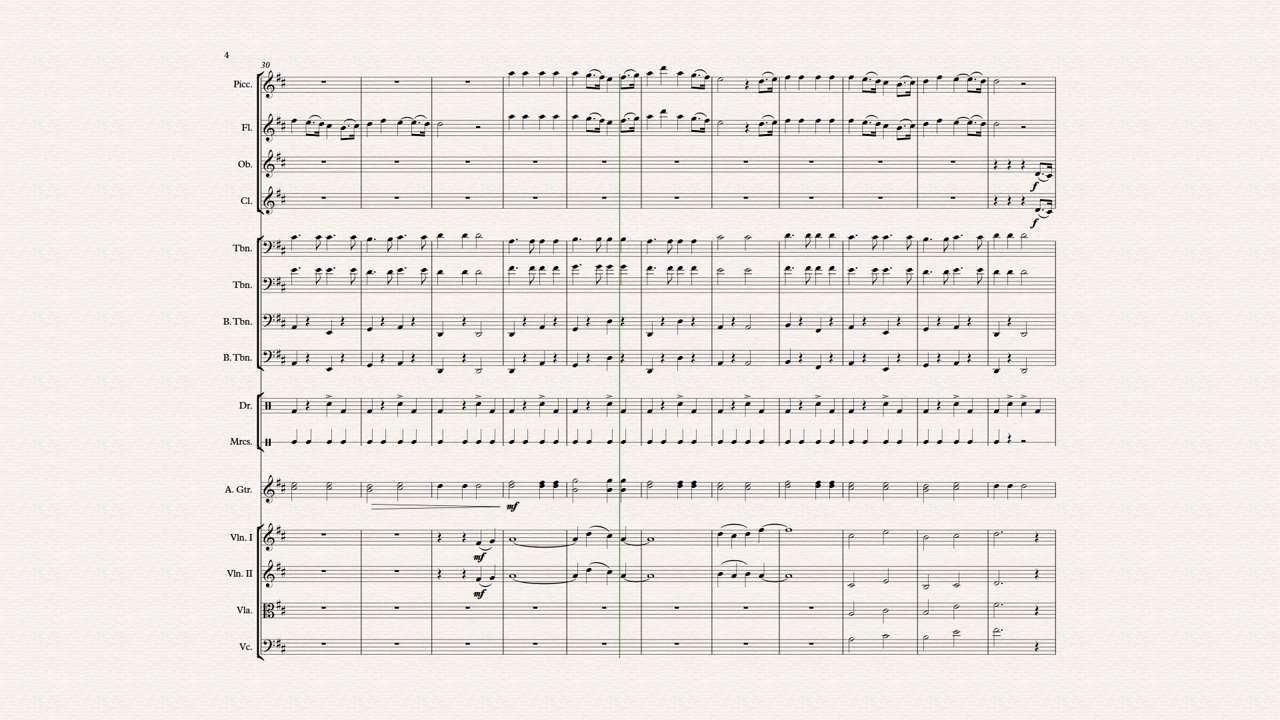 4
30
Picc.
Fl.
Ob.
f
Cl.
f
Tbn.
Tbn.
B. Tbn.
B. Tbn.
Dr.
Mrcs.
A. Gtr.
mf
Vln. I
mf
Vln. II
mf
Vla.
Vc.